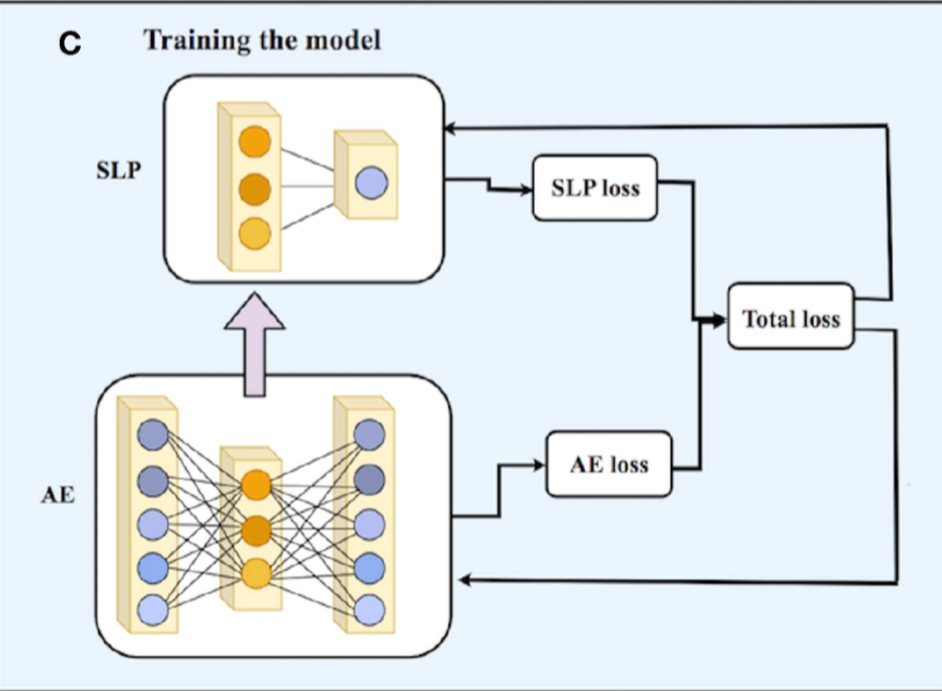 C Training the model
SLP
SLP loss
Total loss
AE loss
AE